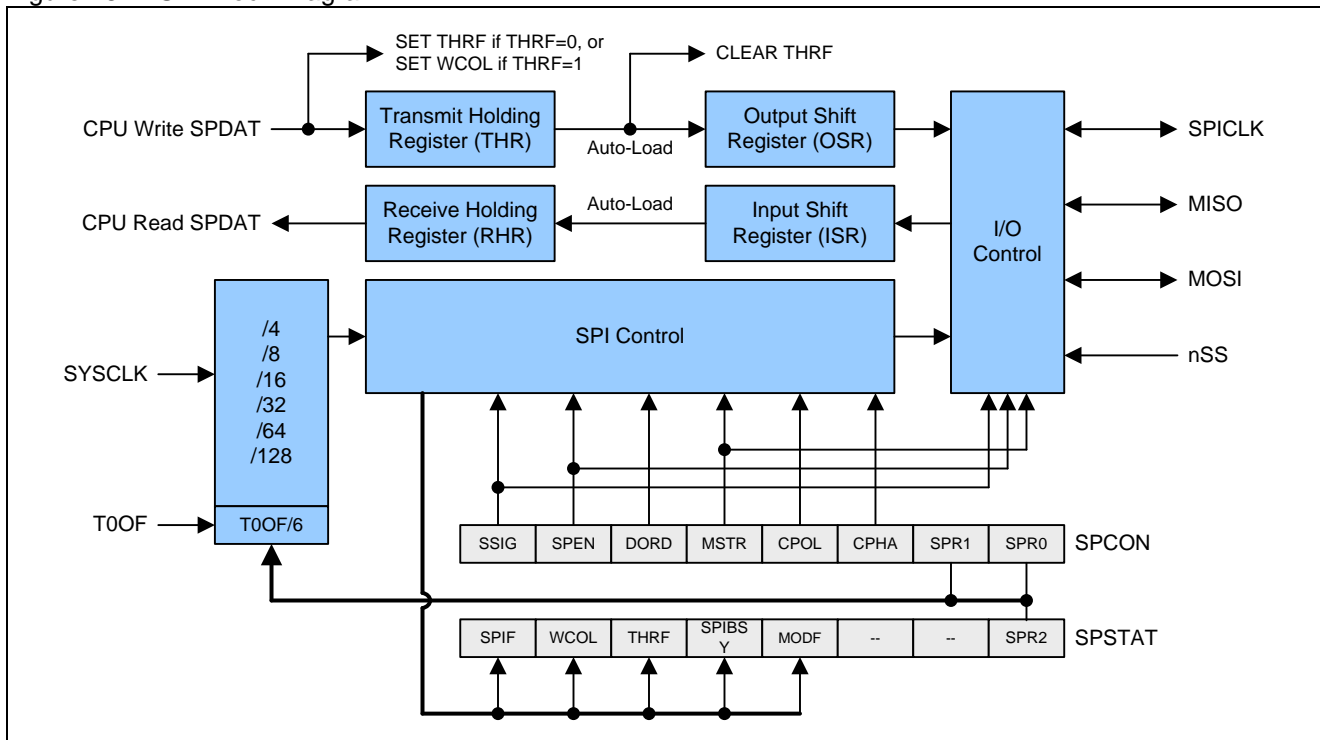 SET THRF if THRF=0, or
SET WCOL if THRF=1
CLEAR THRF
CPU Write SPDAT
Transmit Holding
Register (THR)
Auto-Load
Output Shift
Register (OSR)
SPICLK
CPU Read SPDAT
Receive Holding
Register (RHR)
Auto-Load
Input Shift
Register (ISR)
I/O
Control
MISO
MOSI
nSS
SYSCLK
/4
/8
/16
/32
/64
/128
SPI Control
T0OF
T0OF/6
SSIG SPEN DORD MSTR CPOL CPHA SPR1 SPR0 SPCON
SPIF WCOL THRF SPIBS
Y MODF -- -- SPR2 SPSTAT